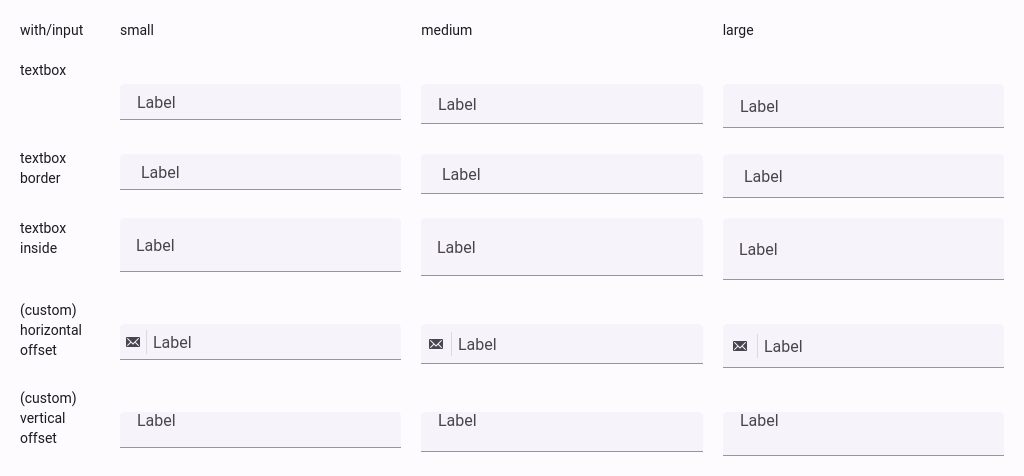 with/input small medium large
textbox
Label Label Label
textbox
border
Label Label Label
textbox
inside
Label Label Label
(custom)
horizontal
offset
Label Label Label
(custom)
vertical
offset
Label Label Label